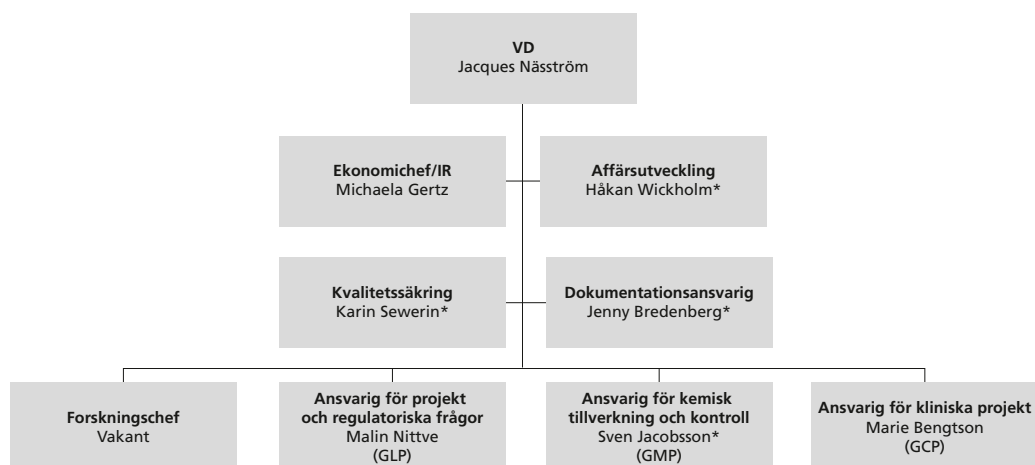 VD
Jacques Näsström
Ekonomichef/IR
Michaela Gertz
Affärsutveckling
Håkan Wickholm*
Kvalitetssäkring
Karin Sewerin*
Dokumentationsansvarig
Jenny Bredenberg*
Forskningschef
Vakant
Ansvarig för projekt
och regulatoriska frågor
Malin Nittve
(GLP)
Ansvarig för kemisk
tillverkning och kontroll
Sven Jacobsson*
(GMP)
Ansvarig för kliniska projekt
Marie Bengtson
(GCP)